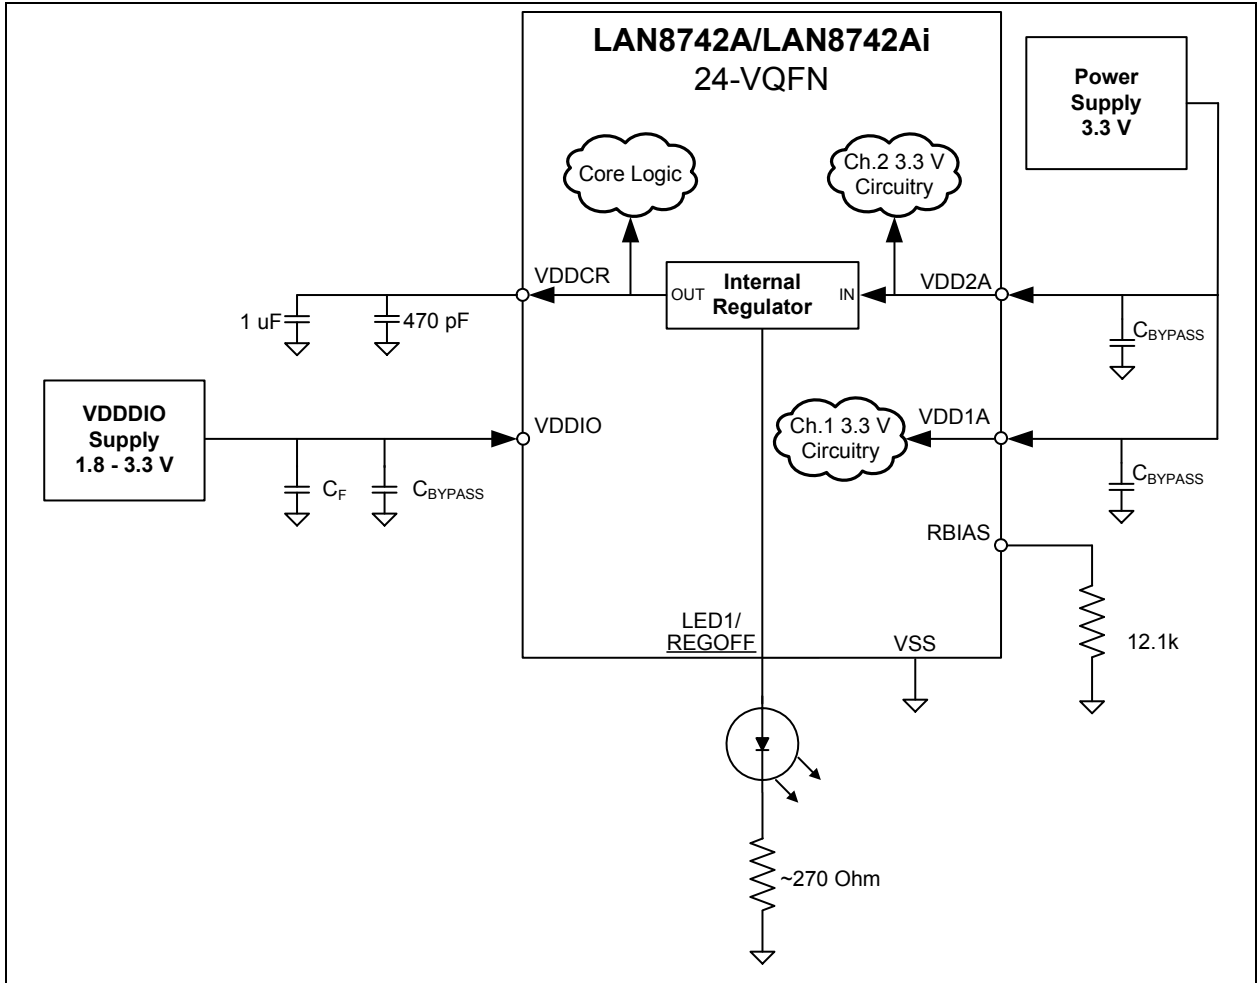 LAN8742A/LAN8742Ai
24-VQFN
Power
Supply
3.3 V
Core Logic
Ch.2 3.3 V
Circuitry
VDDCR
OUT
Internal
Regulator
IN
VDD2A
1 uF
470 pF
CBYPASS
VDDDIO
Supply
1.8 - 3.3 V
VDDIO
Ch.1 3.3 V
Circuitry
VDD1A
CF
CBYPASS
CBYPASS
RBIAS
LED1/
REGOFF
VSS
12.1k
~270 Ohm